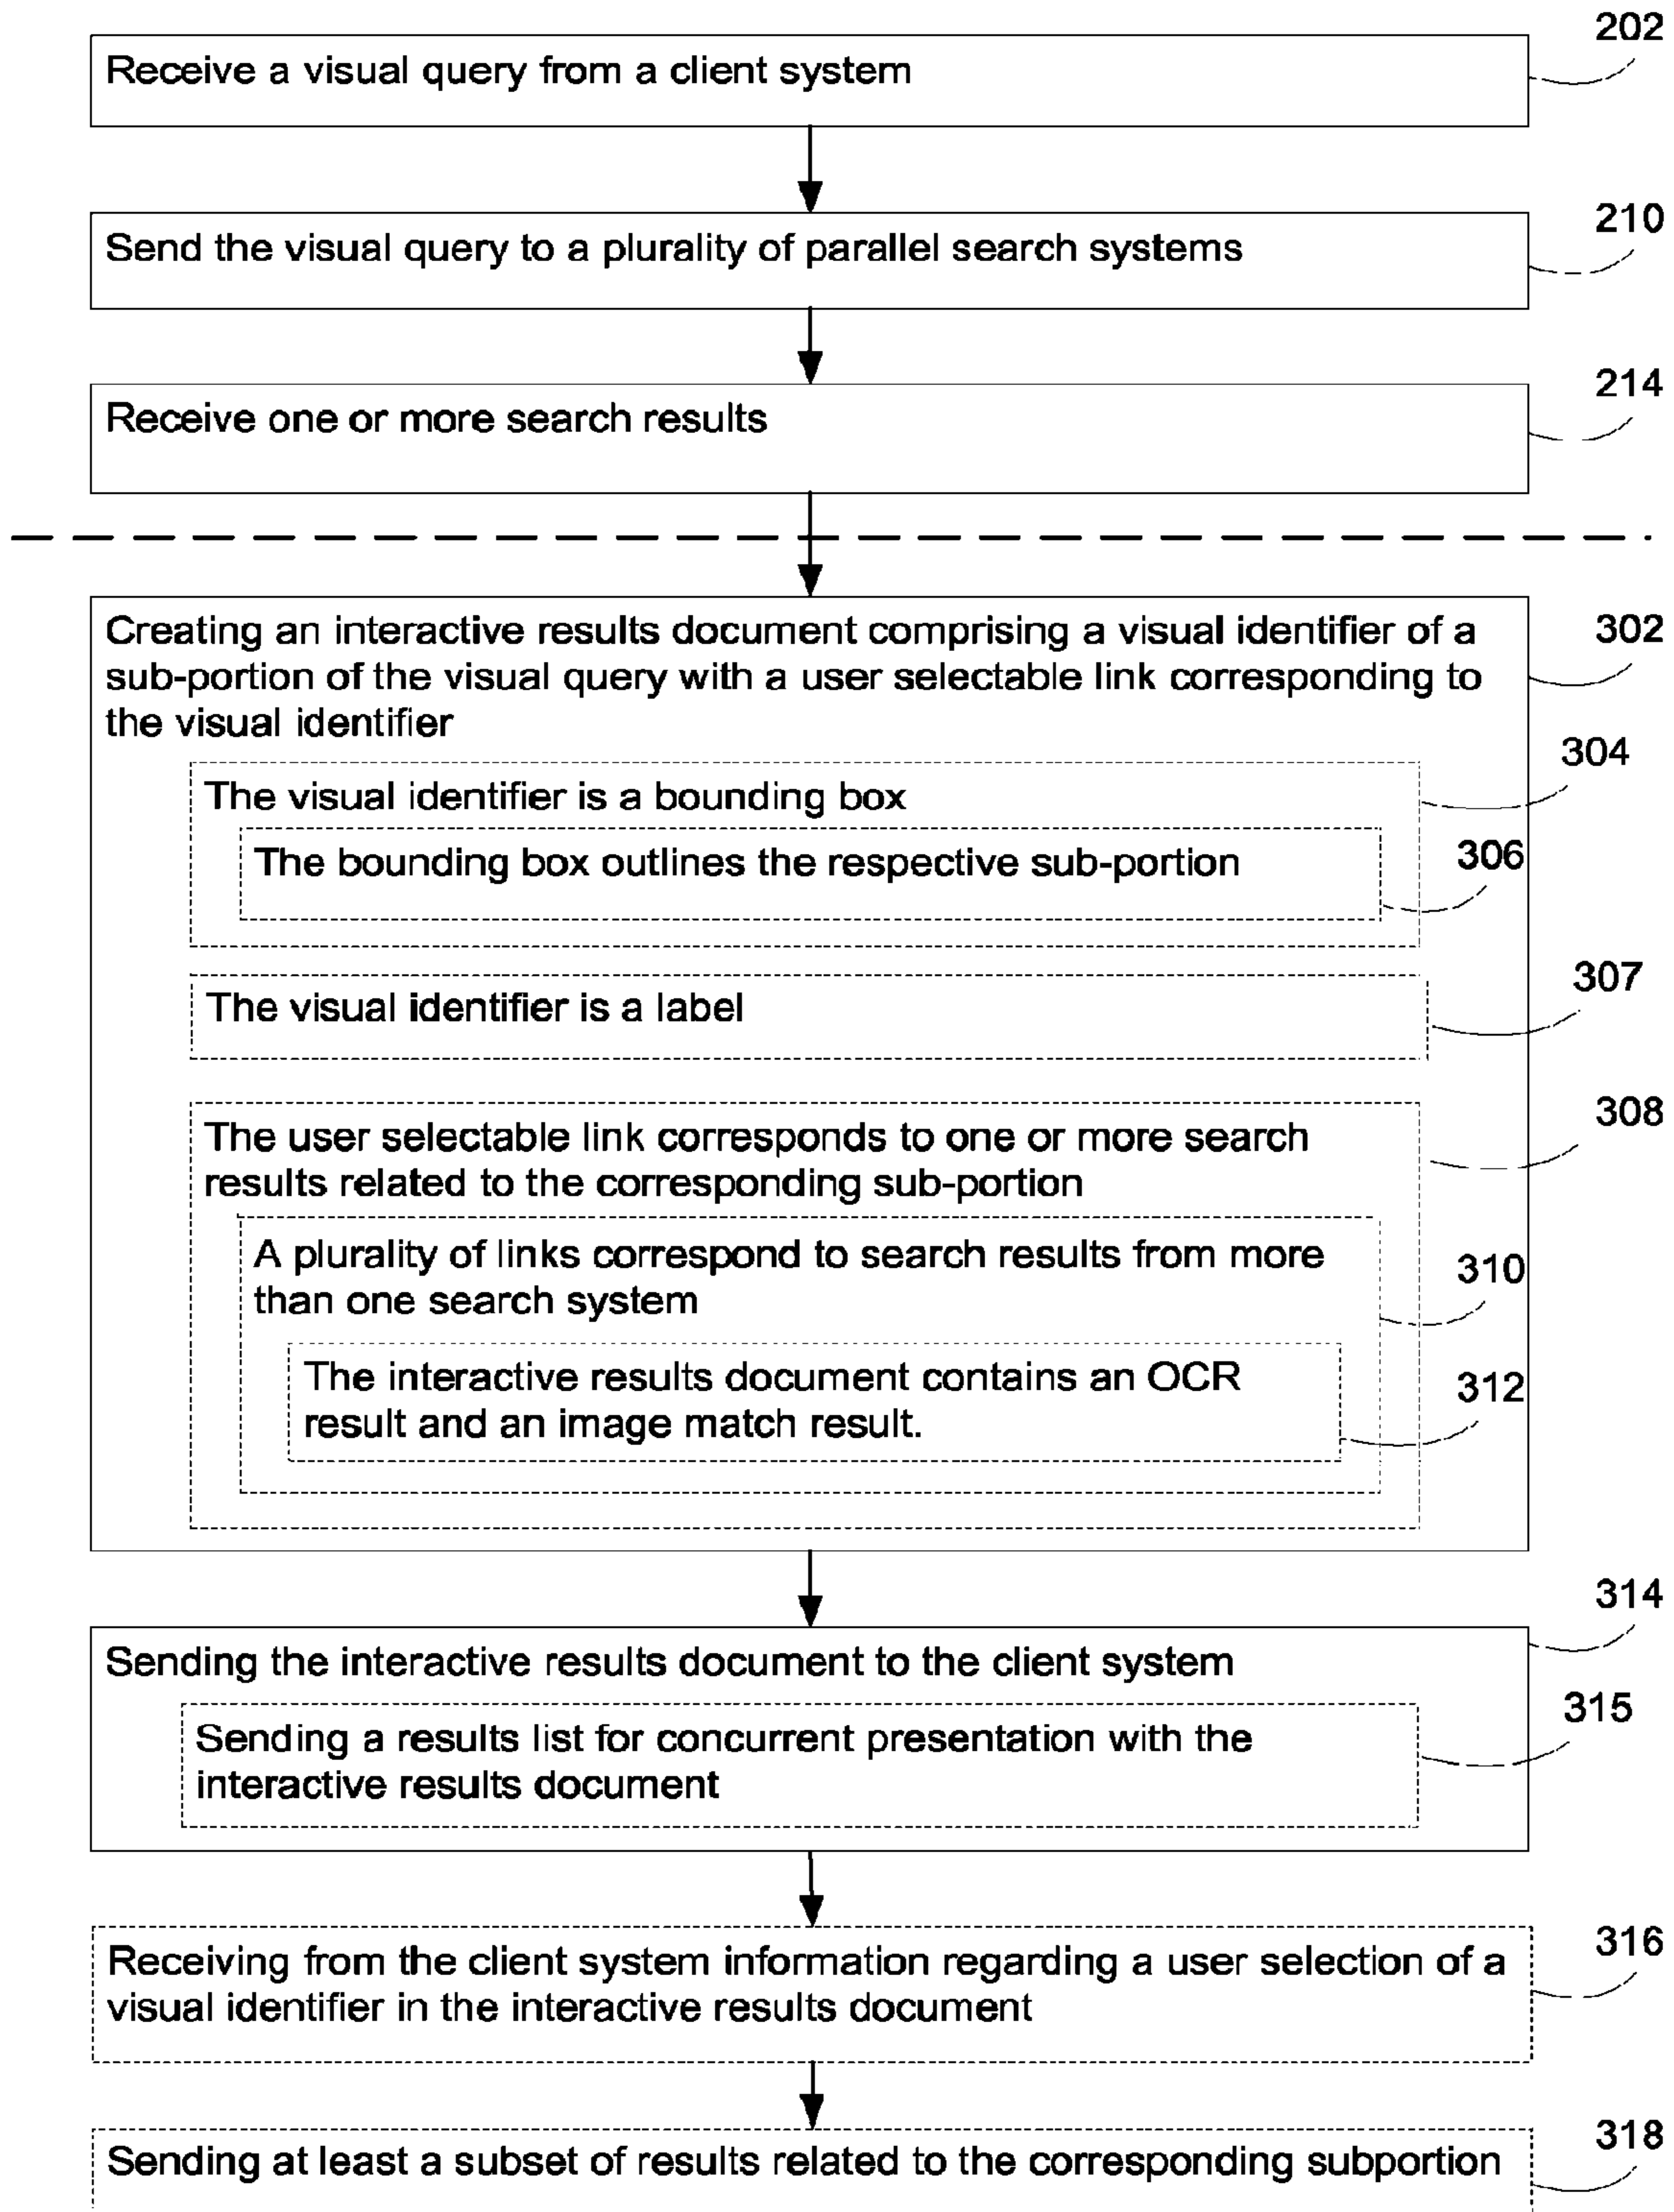 202
Receive a visual query from a client system
210
Send the visual query to a plurality of parallel search systems
214
Receive one or more search results
302
Creating an interactive results document comprising a visual identifier of a
sub-portion of the visual query with a user selectable link corresponding to
the visual identifier
304
The visual identifier is a bounding box
306
The bounding box outlines the respective sub-portion
307
The visual identifier is a label
308
The user selectable link corresponds to one or more search
results related to the corresponding sub-portion
310
A plurality of links correspond to search results from more
than one search system
312
The interactive results document contains an OCR
result and an image match result.
314
Sending the interactive results document to the client system
315
Sending a results list for concurrent presentation with the
interactive results document
316
Receiving from the client system information regarding a user selection of a
visual identifier in the interactive results document
318
Sending at least a subset of results related to the corresponding subportion